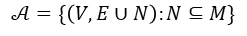 𝒜 = {(V, E ∪ N): N ⊆ M}